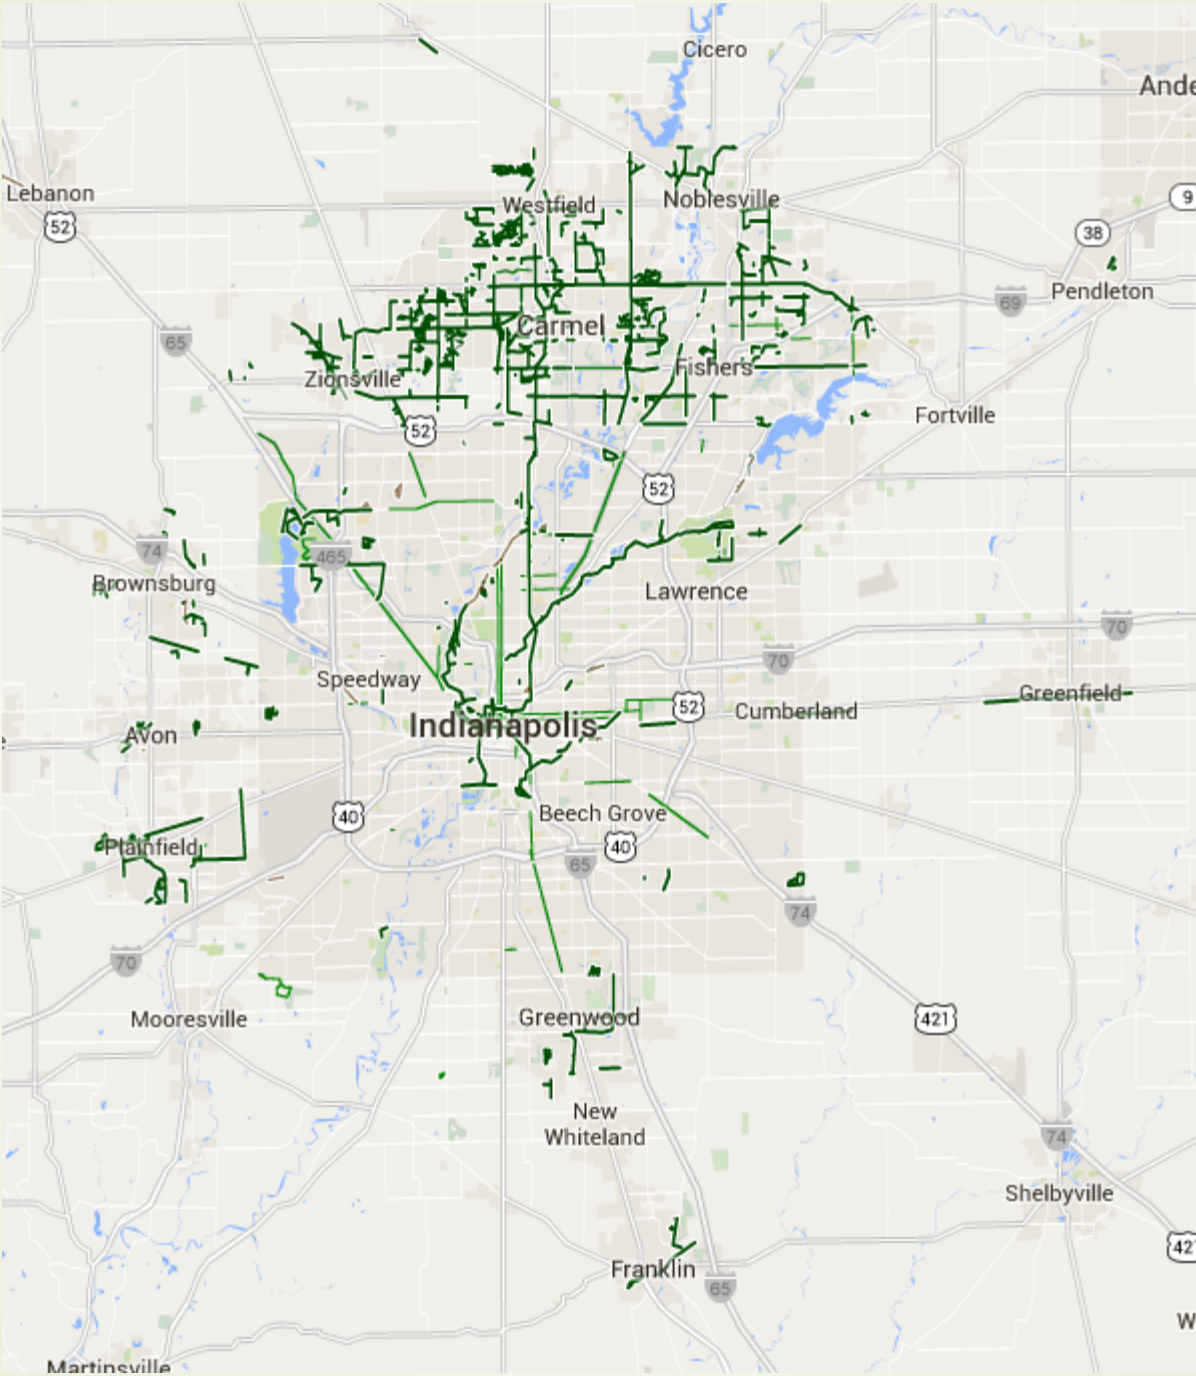 Cicero
Ande
Lebanon
52
Westfield
Noblesville
9
38
Pendleton
69
65
Carmel
Zionsville
Fishers
Fortville
52
52
74
465
Brownsburg
Lawrence
70
70
Speedway
Greenfield
52
Cumberland
Indianapolis
Avon
40
Beech Grove
40
Plainfield
65
74
70
Mooresville
Greenwood
421
New
Whiteland
74
Shelbyville
42
Franklin
65
W
Martinsville